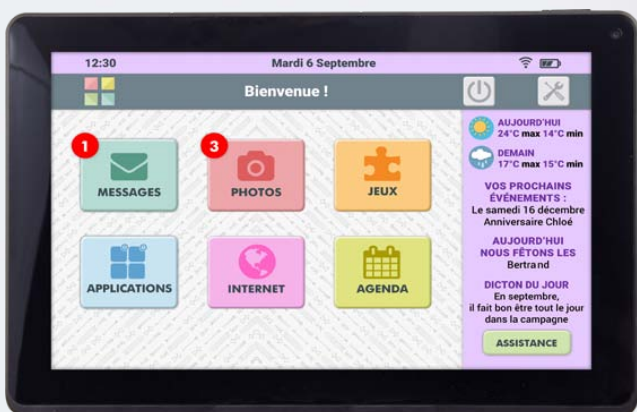 12:30
Mardi 6 Septembre
Bienvenue !
1
MESSAGES
3
PHOTOS
JEUX
APPLICATIONS
INTERNET
AGENDA
AUJOURD'HUI
24°C max 14°C min
DEMAIN
17°C max 15°C min
VOS PROCHAINS
ÉVÉNEMENTS :
Le samedi 16 décembre
Anniversaire Chloé
AUJOURD'HUI
NOUS FÊTONS LES
Bertrand
DICTON DU JOUR
En septembre,
il fait bon être tout le jour
dans la campagne
ASSISTANCE